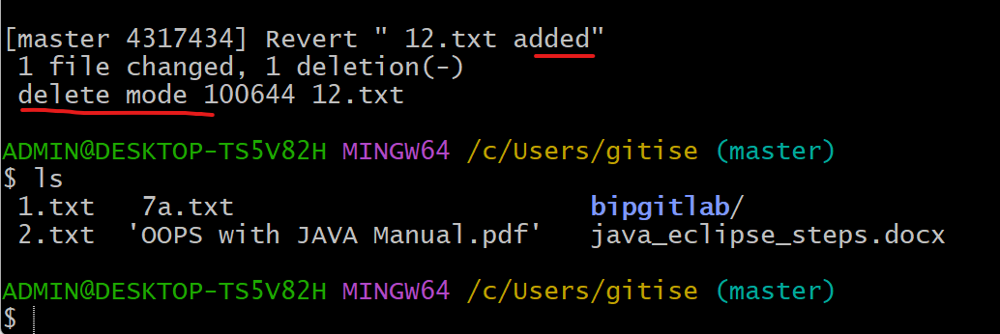 [master 4317434] Revert " 12.txt added"
 1 file changed, 1 deletion(-)
 delete mode 100644 12.txt
ADMIN@DESKTOP-TS5V82H MINGW64 /c/Users/gitise (master)
$ ls
 1.txt   7a.txt                        bipgitlab/
 2.txt  'OOPS with JAVA Manual.pdf'   java_eclipse_steps.docx
ADMIN@DESKTOP-TS5V82H MINGW64 /c/Users/gitise (master)
$